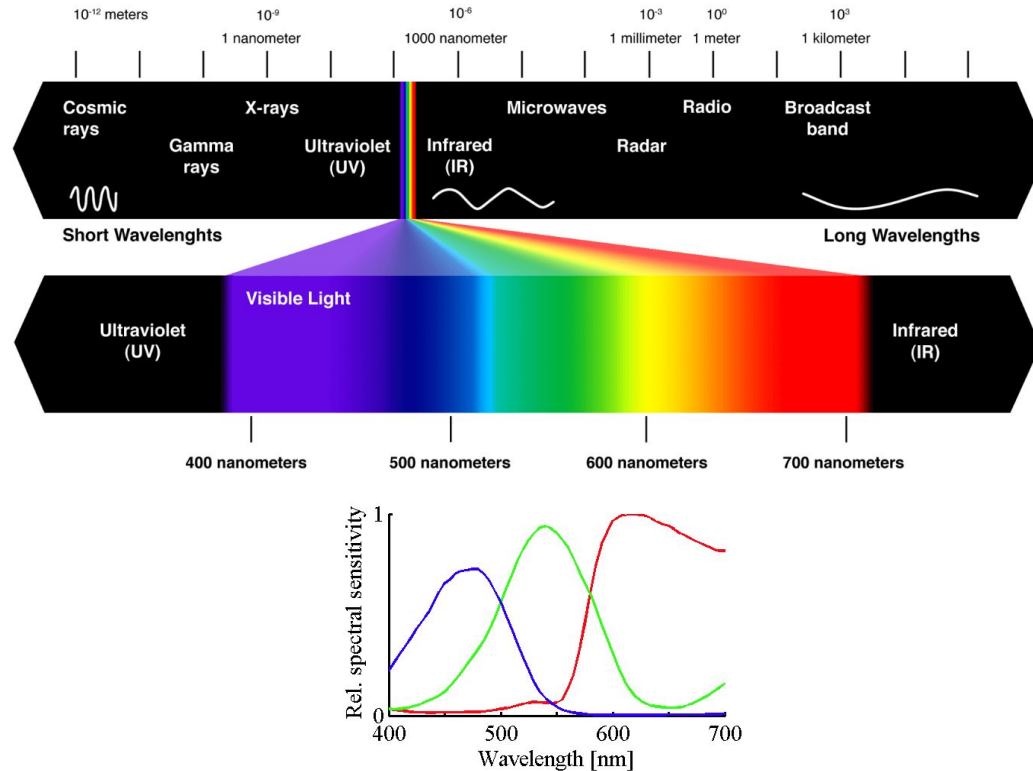 10-12 meters 10-9 10-6 10-3 100 103
1 nanometer 1000 nanometer 1 millimeter 1 meter 1 kilometer
Cosmic
rays
Gamma
rays
X-rays
Ultraviolet
(UV)
Infrared
(IR)
Microwaves
Radar
Radio
Broadcast
band
Short Wavelenghts
Long Wavelengths
Ultraviolet
(UV)
Visible Light
Infrared
(IR)
400 nanometers 500 nanometers 600 nanometers 700 nanometers
Rel. spectral sensitivity
1
0
400 500 600 700
Wavelength [nm]